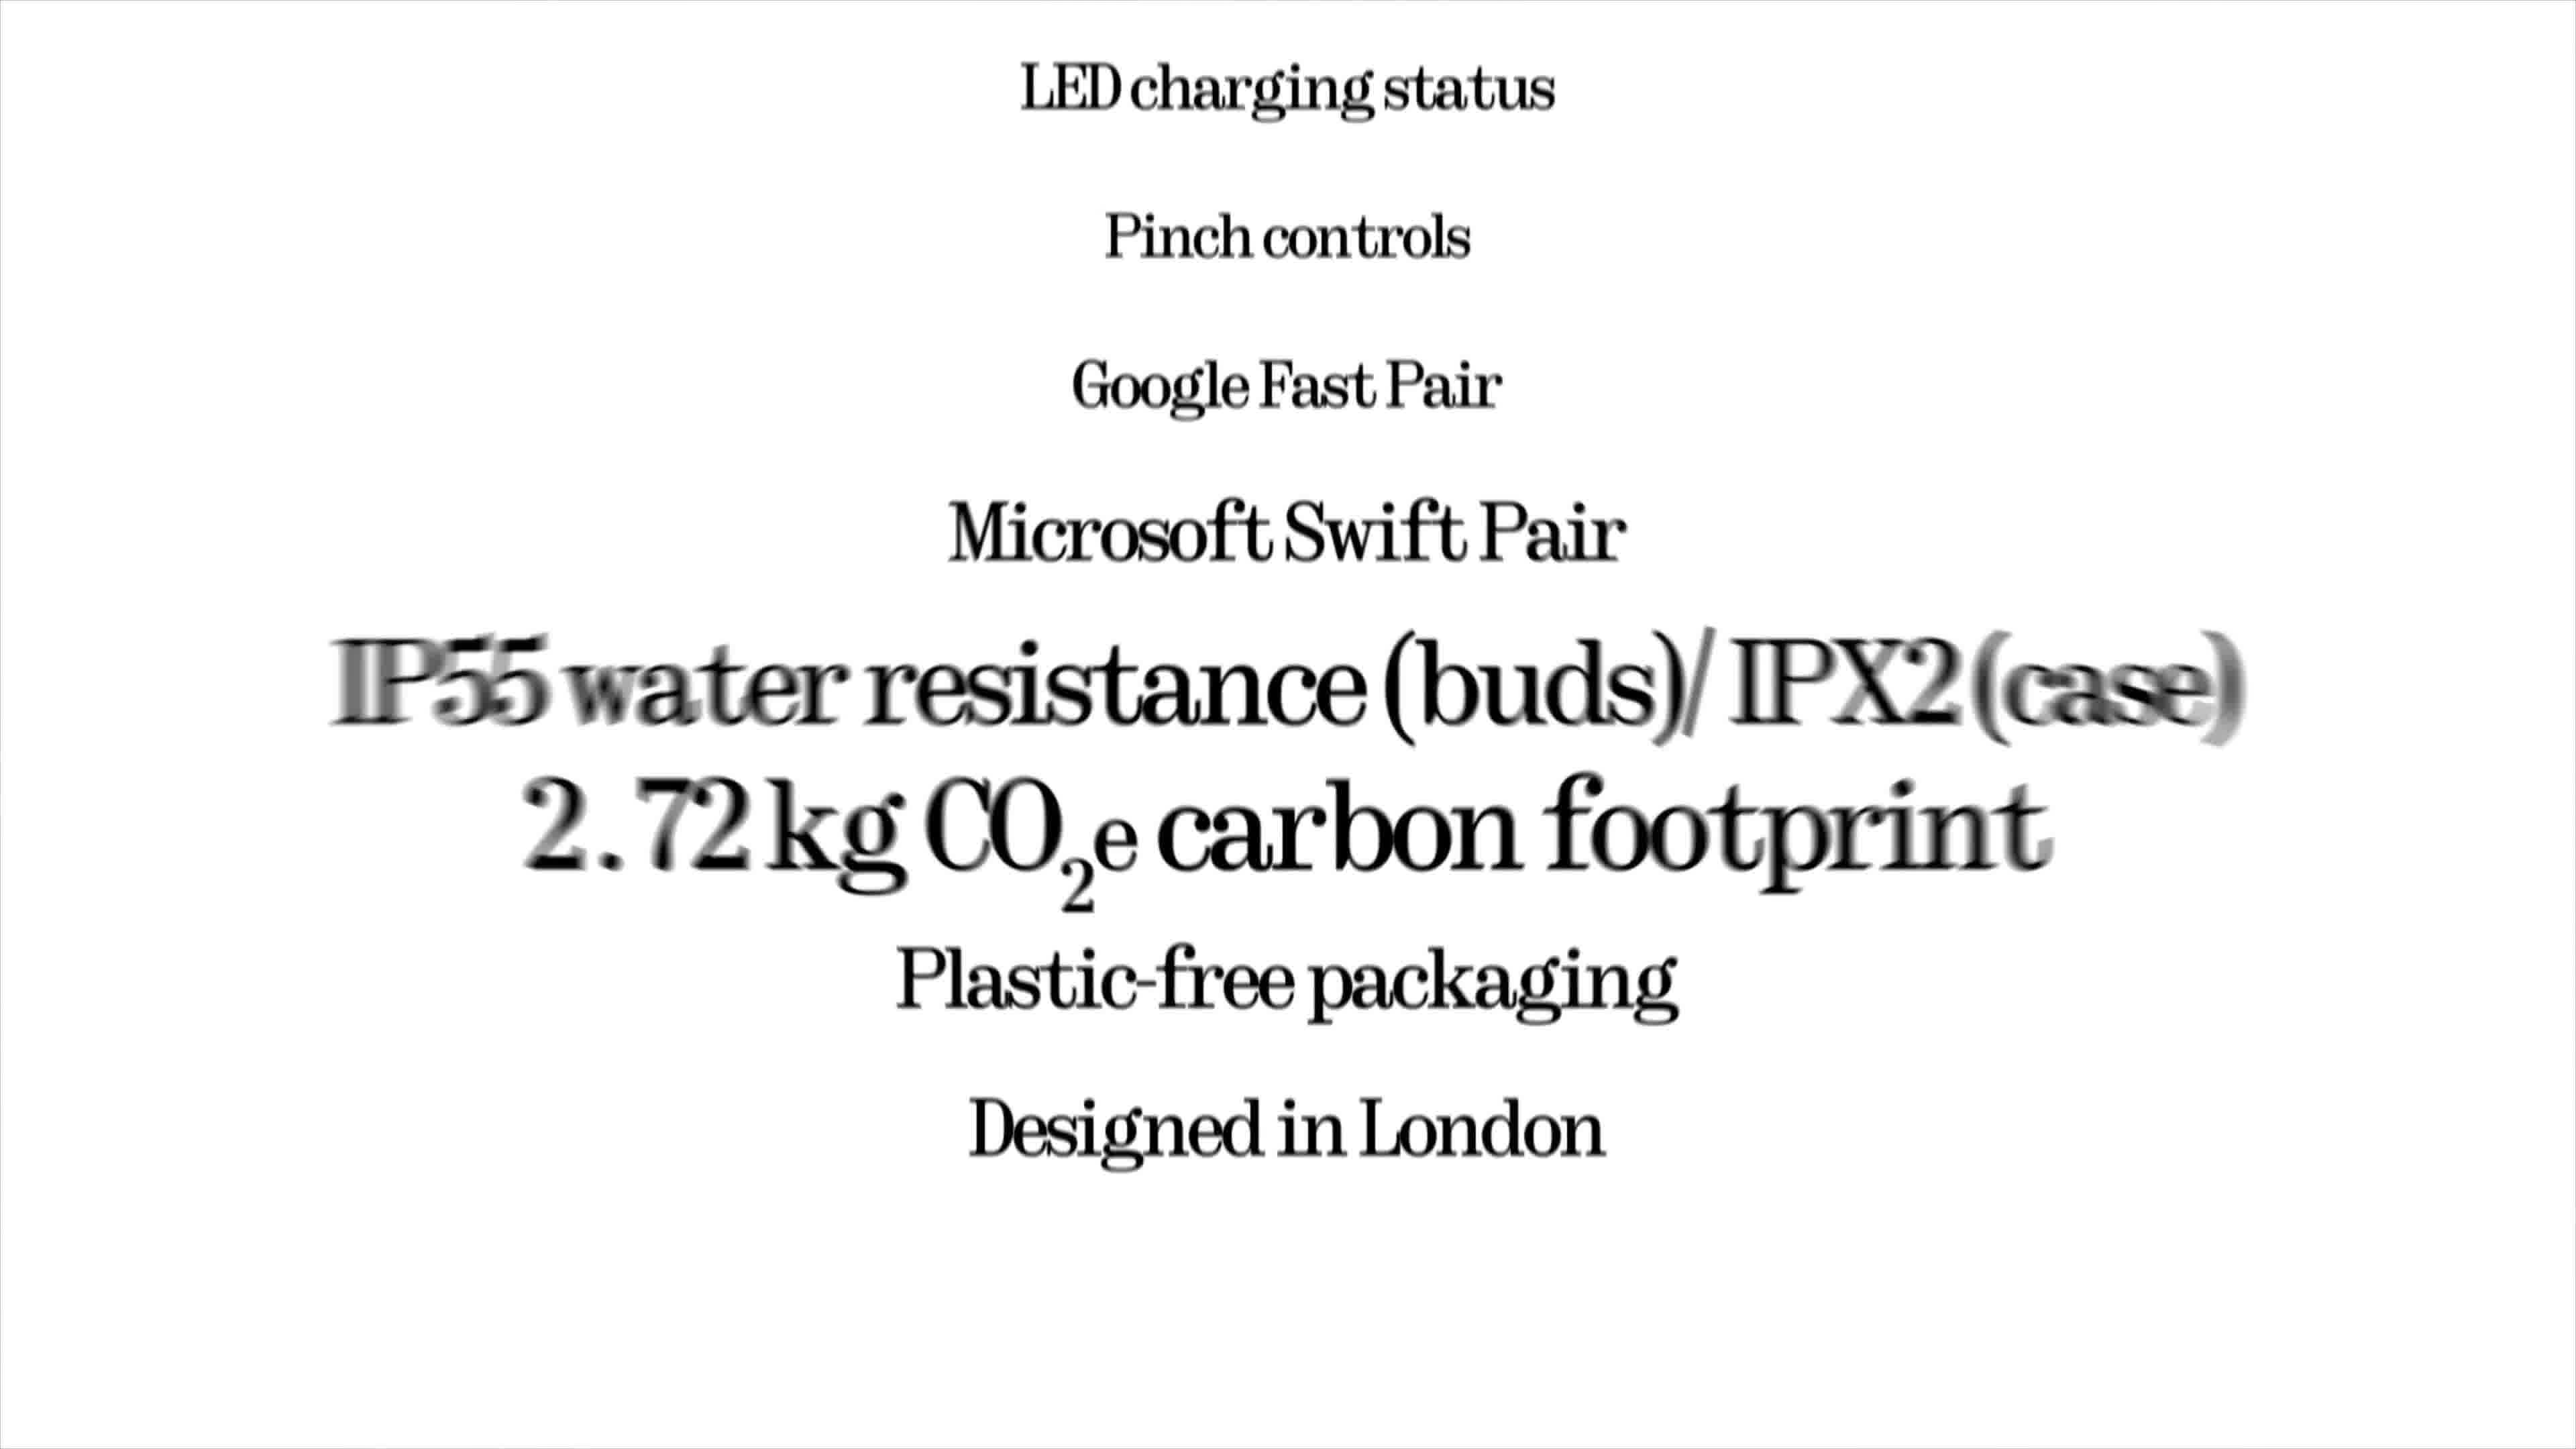 LED charging status
Pinch controls
Google Fast Pair
Microsoft Swift Pair
IP55 water resistance (buds)/ IPX2 (case)
2.72 kg CO₂e carbon footprint
Plastic-free packaging
Designed in London